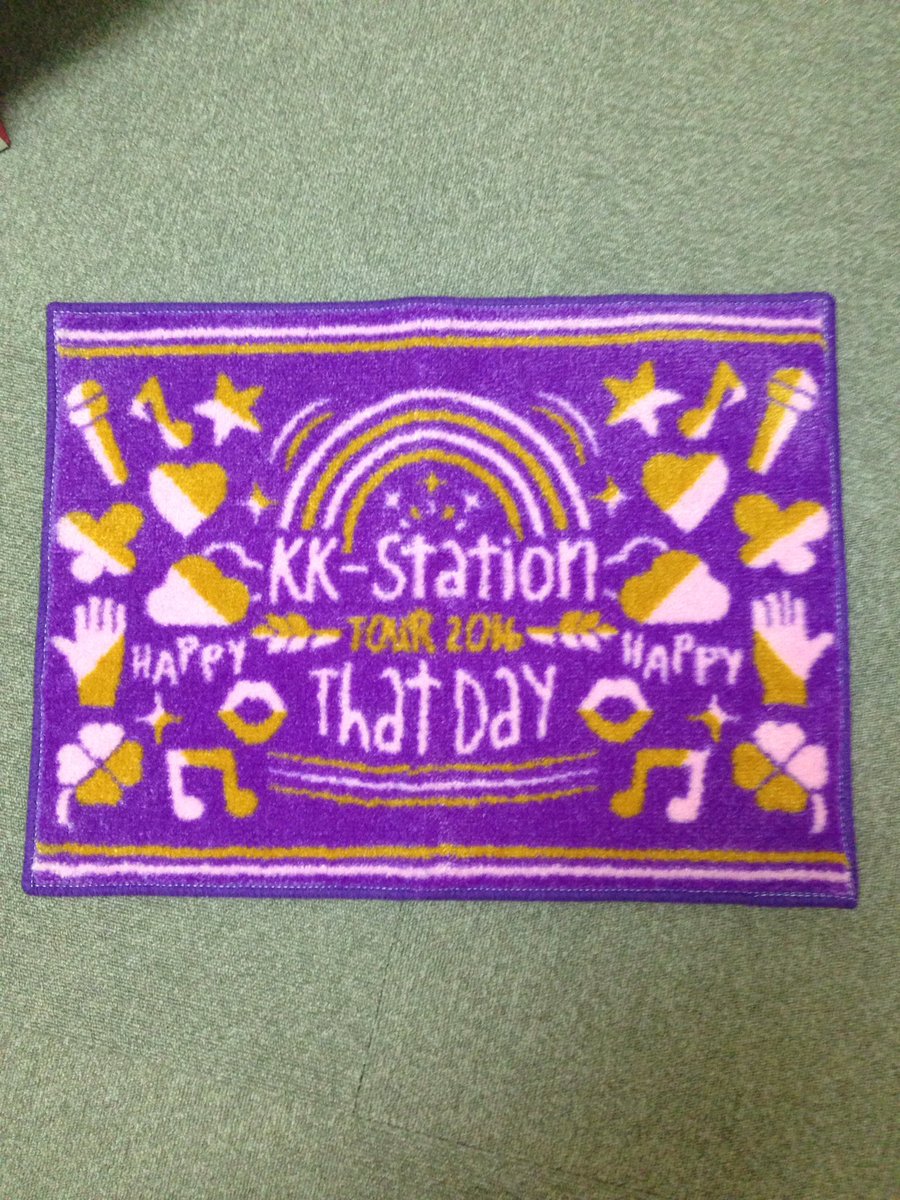 KK-Station
TOUR 2016
HAPPY
HAPPY
That Day